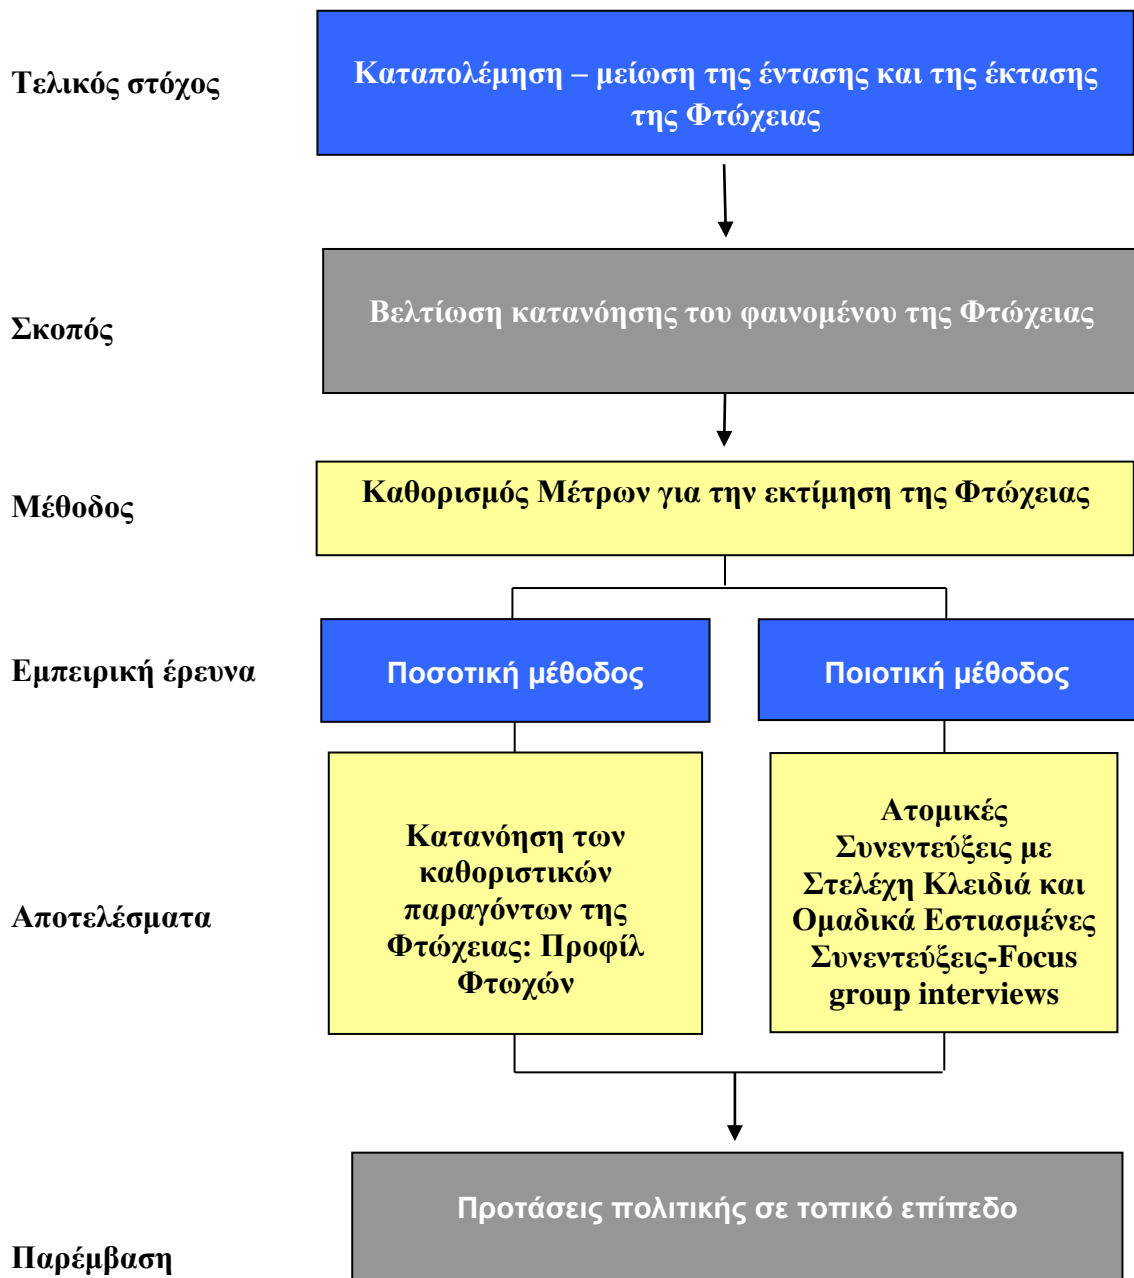 Τελικός στόχος
Καταπολέμηση – μείωση της έντασης και της έκτασης
της Φτώχειας
Σκοπός
Βελτίωση κατανόησης του φαινομένου της Φτώχειας
Μέθοδος
Καθορισμός Μέτρων για την εκτίμηση της Φτώχειας
Εμπειρική έρευνα
Ποσοτική μέθοδος
Ποιοτική μέθοδος
Αποτελέσματα
Κατανόηση των
καθοριστικών
παραγόντων της
Φτώχειας: Προφίλ
Φτωχών
Ατομικές
Συνεντεύξεις με
Στελέχη Κλειδιά και
Ομαδικά Εστιασμένες
Συνεντεύξεις-Focus
group interviews
Προτάσεις πολιτικής σε τοπικό επίπεδο
Παρέμβαση